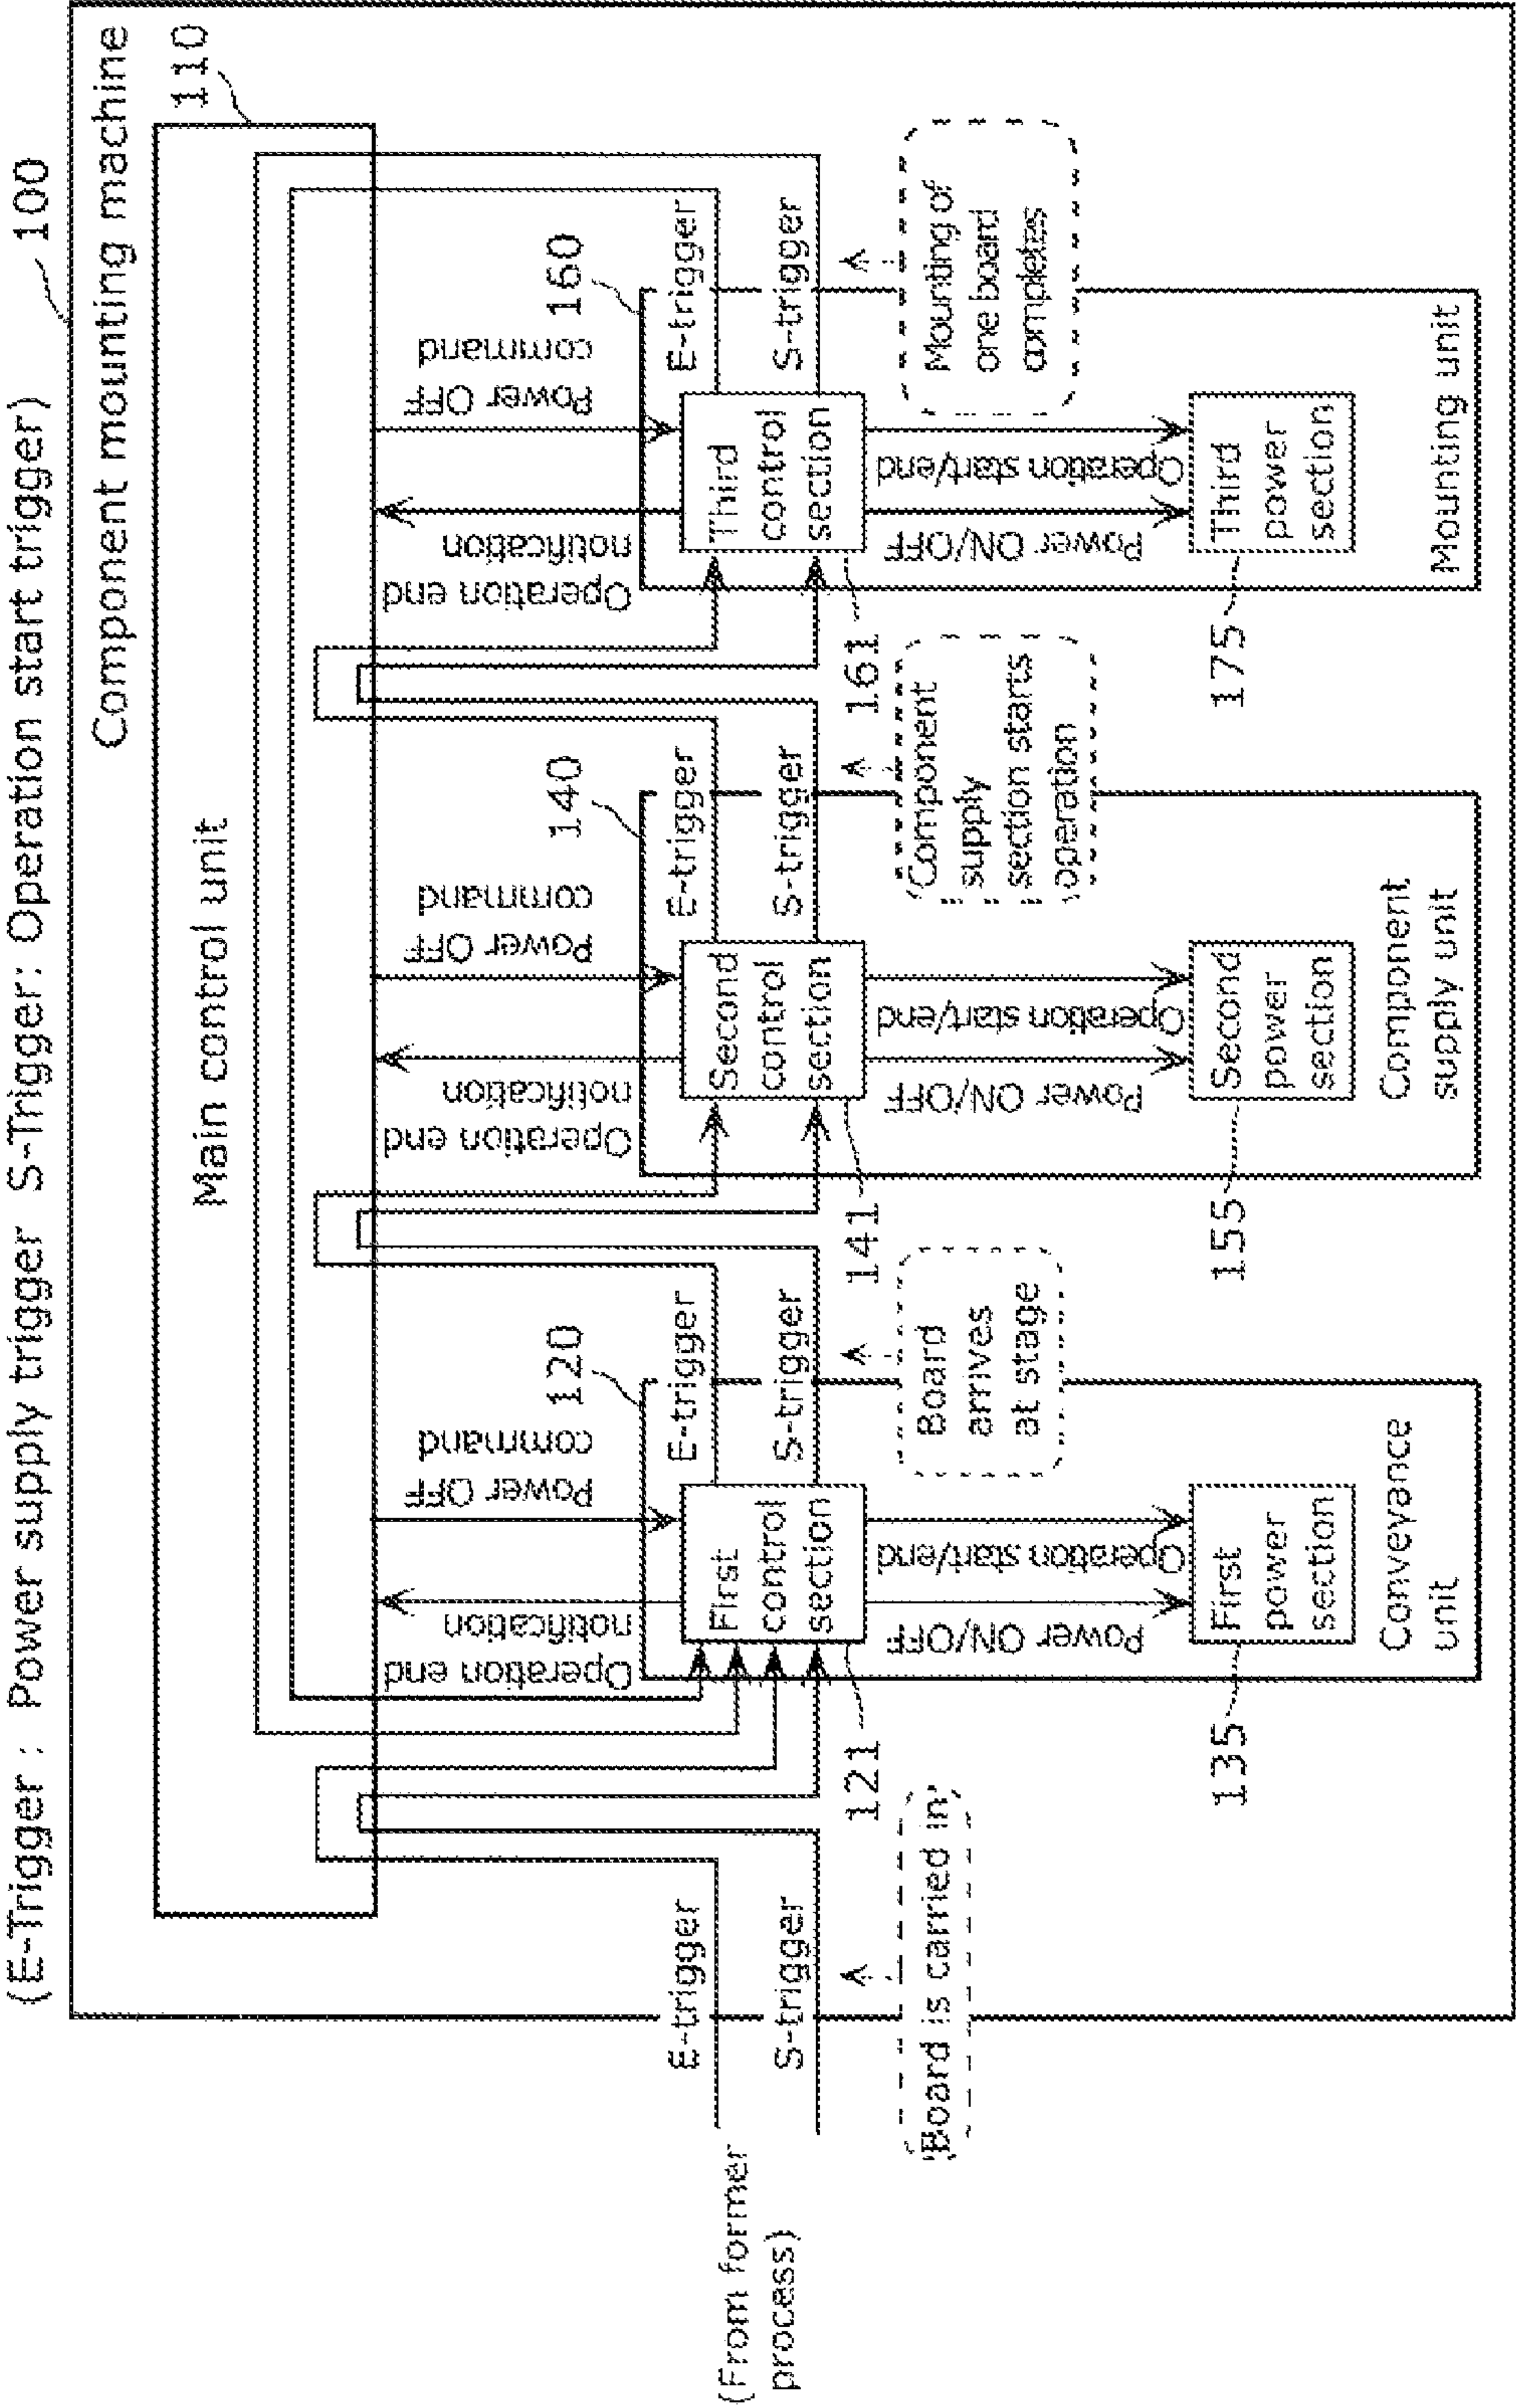 (E-Trigger : Power supply trigger S-Trigger: Operation start trigger)
100
Component mounting machine
110
Main control unit
120
140
160
Operation end
notification
Power OFF
command
Operation end
notification
Power OFF
command
Operation end
notification
Power OFF
command
(From former
process)
E-trigger
S-trigger
Board is carried in
121
First
control
section
E-trigger
S-trigger
Board
arrives
at stage
Power ON/OFF
Operation start/end
135
First
power
section
Conveyance
unit
141
Second
control
section
E-trigger
S-trigger
Component
supply
section starts
operation
Power ON/OFF
Operation start/end
155
Second
power
section
Component
supply unit
161
Third
control
section
E-trigger
S-trigger
Mounting of
one board
completes
Power ON/OFF
Operation start/end
175
Third
power
section
Mounting unit